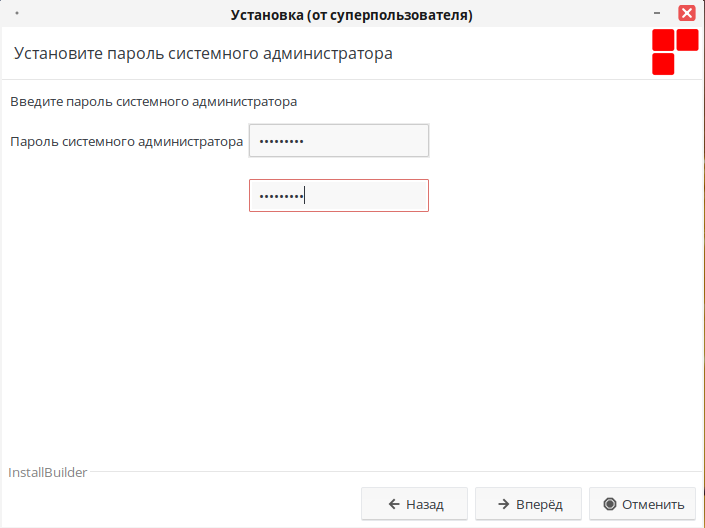 Установка (от суперпользователя)
Установите пароль системного администратора
Введите пароль системного администратора
Пароль системного администратора •••••••••
•••••••••
InstallBuilder
Назад Вперёд Отменить